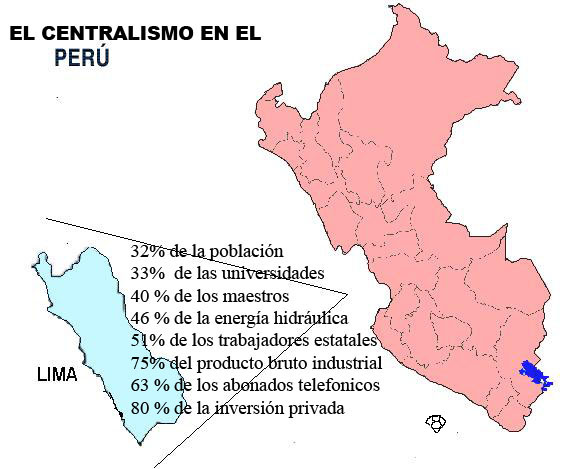 EL CENTRALISMO EN EL
PERÚ
32% de la población
33% de las universidades
40 % de los maestros
46 % de la energía hidráulica
51% de los trabajadores estatales
75% del producto bruto industrial
63 % de los abonados telefonicos
80 % de la inversión privada
LIMA